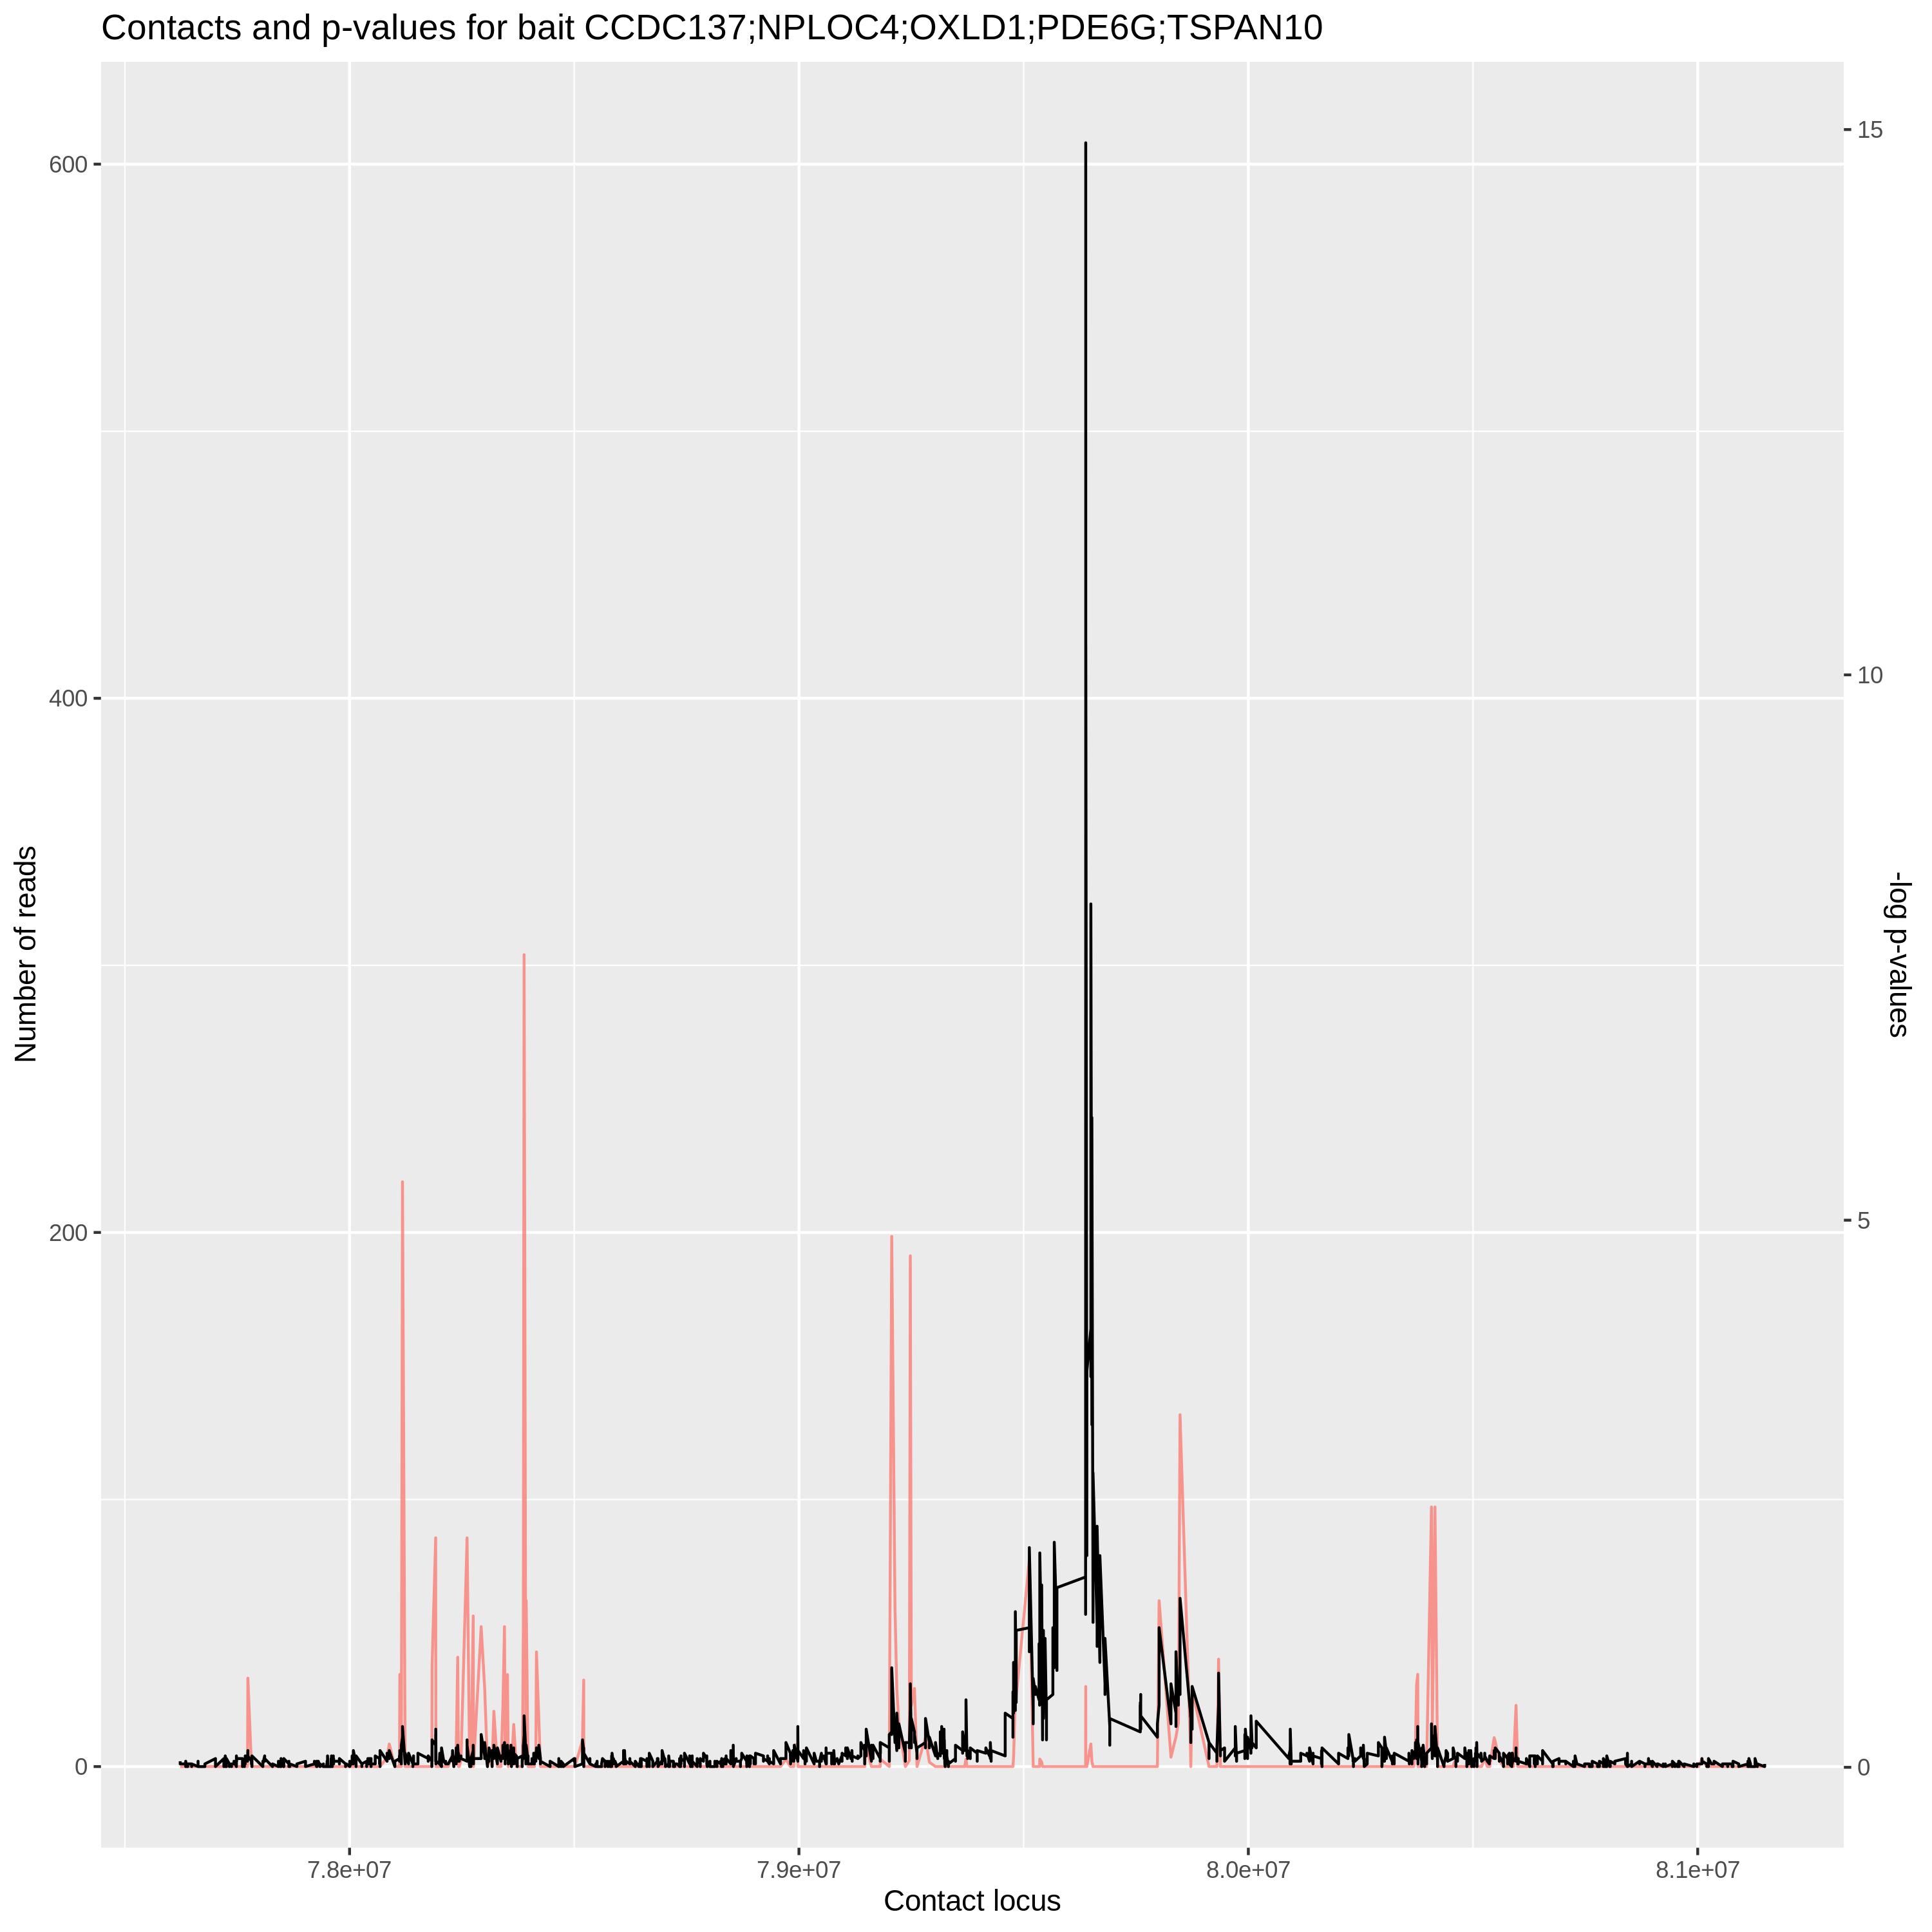 Contacts and p-values for bait CCDC137;NPLOC4;OXLD1;PDE6G;TSPAN10
600
400
200
0
15
10
5
0
Number of reads
-log p-values
7.8e+07
7.9e+07
8.0e+07
8.1e+07
Contact locus